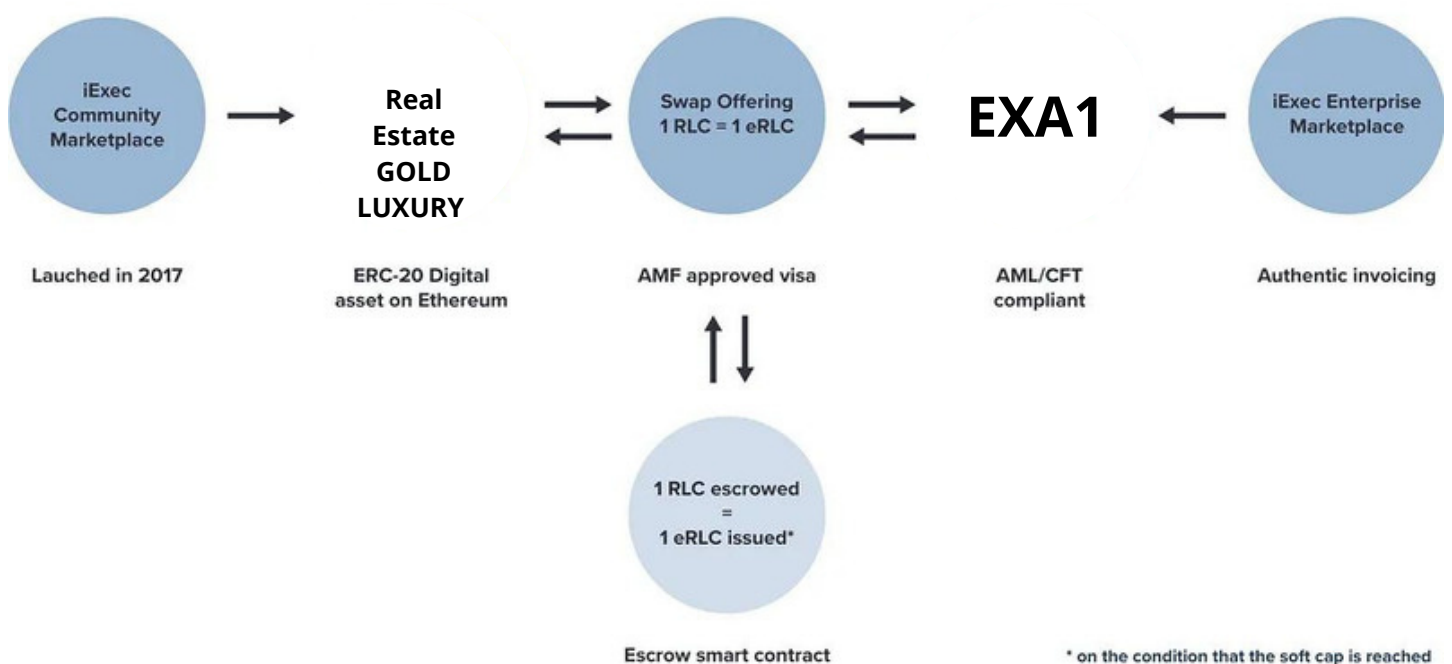 iExec
Community
Marketplace
Real
Estate
GOLD
LUXURY
Swap Offering
1 RLC = 1 eRLC
EXA1
iExec Enterprise
Marketplace
Lauched in 2017
ERC-20 Digital
asset on Ethereum
AMF approved visa
AML/CFT
compliant
Authentic invoicing
1 RLC escrowed
=
1 eRLC issued*
Escrow smart contract
* on the condition that the soft cap is reached